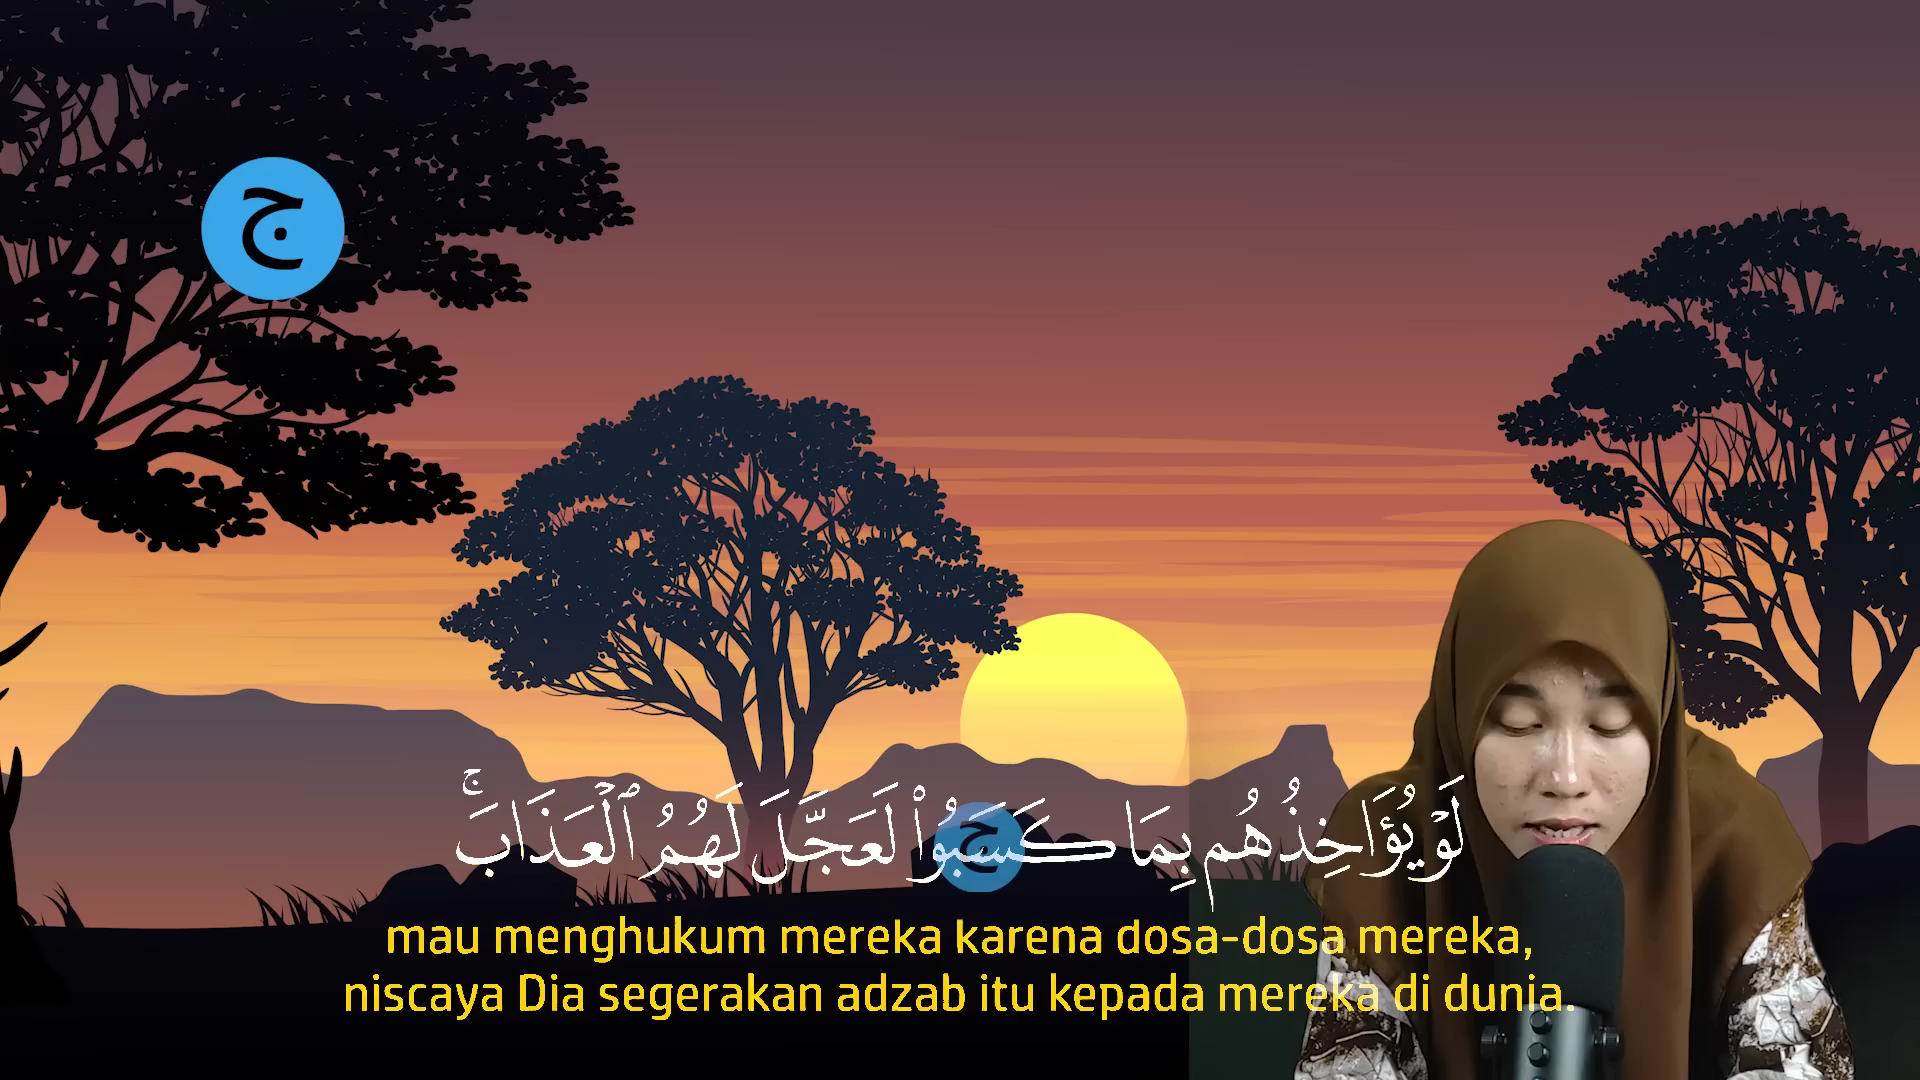 ج
لَوْ يُؤَاخِذُهُم بِمَا كَسَبُوا۟ لَعَجَّلَ لَهُمُ ٱلْعَذَابَ ۚ
ج
mau menghukum mereka karena dosa-dosa mereka,
niscaya Dia segerakan adzab itu kepada mereka di dunia.